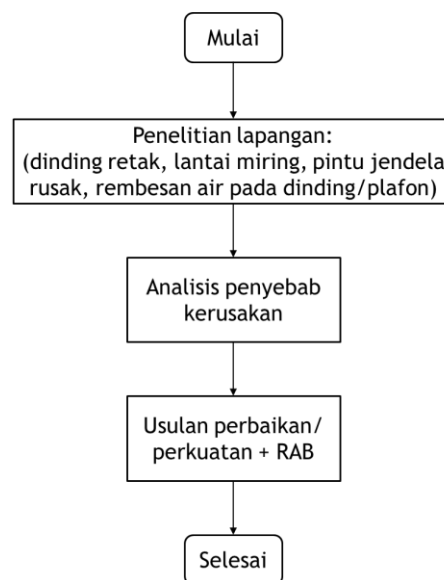 Mulai
Penelitian lapangan:
(dinding retak, lantai miring, pintu jendela
rusak, rembesan air pada dinding/plafon)
Analisis penyebab
kerusakan
Usulan perbaikan/
perkuatan + RAB
Selesai